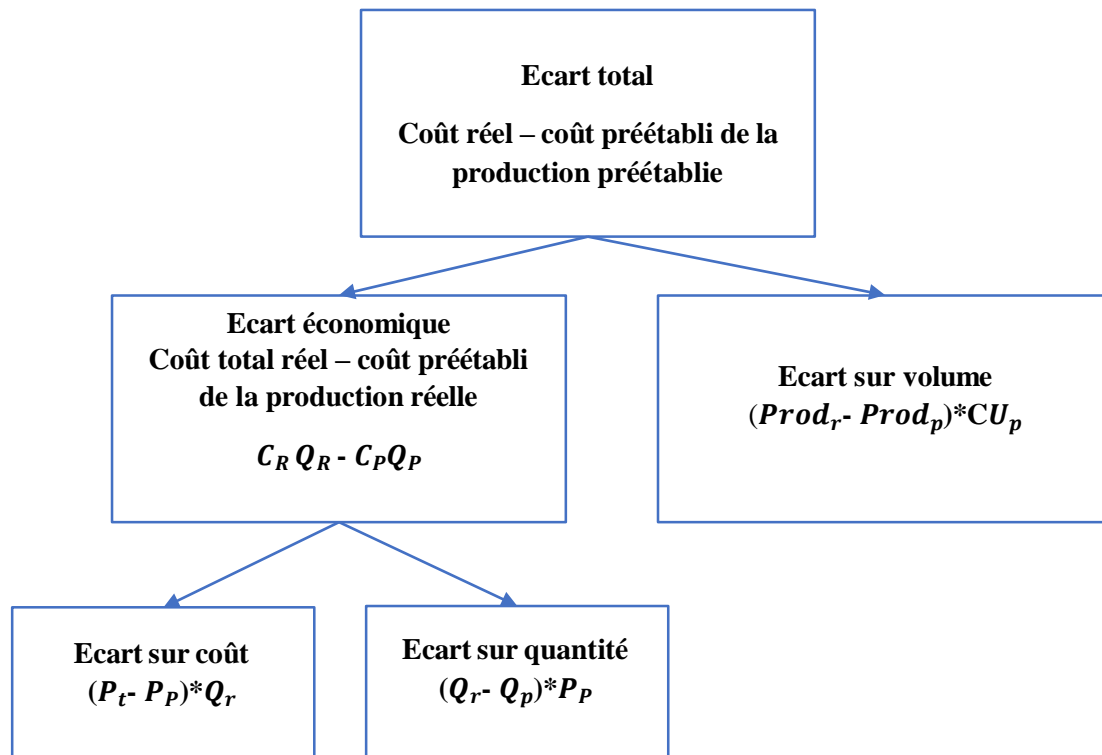 Ecart total
Coût réel – coût préétabli de la
production préétablie
Ecart économique
Coût total réel – coût préétabli
de la production réelle
C_R Q_R - C_P Q_P
Ecart sur volume
(Prod_r - Prod_p)*CU_p
Ecart sur coût
(P_t - P_P)*Q_r
Ecart sur quantité
(Q_r - Q_p)*P_P